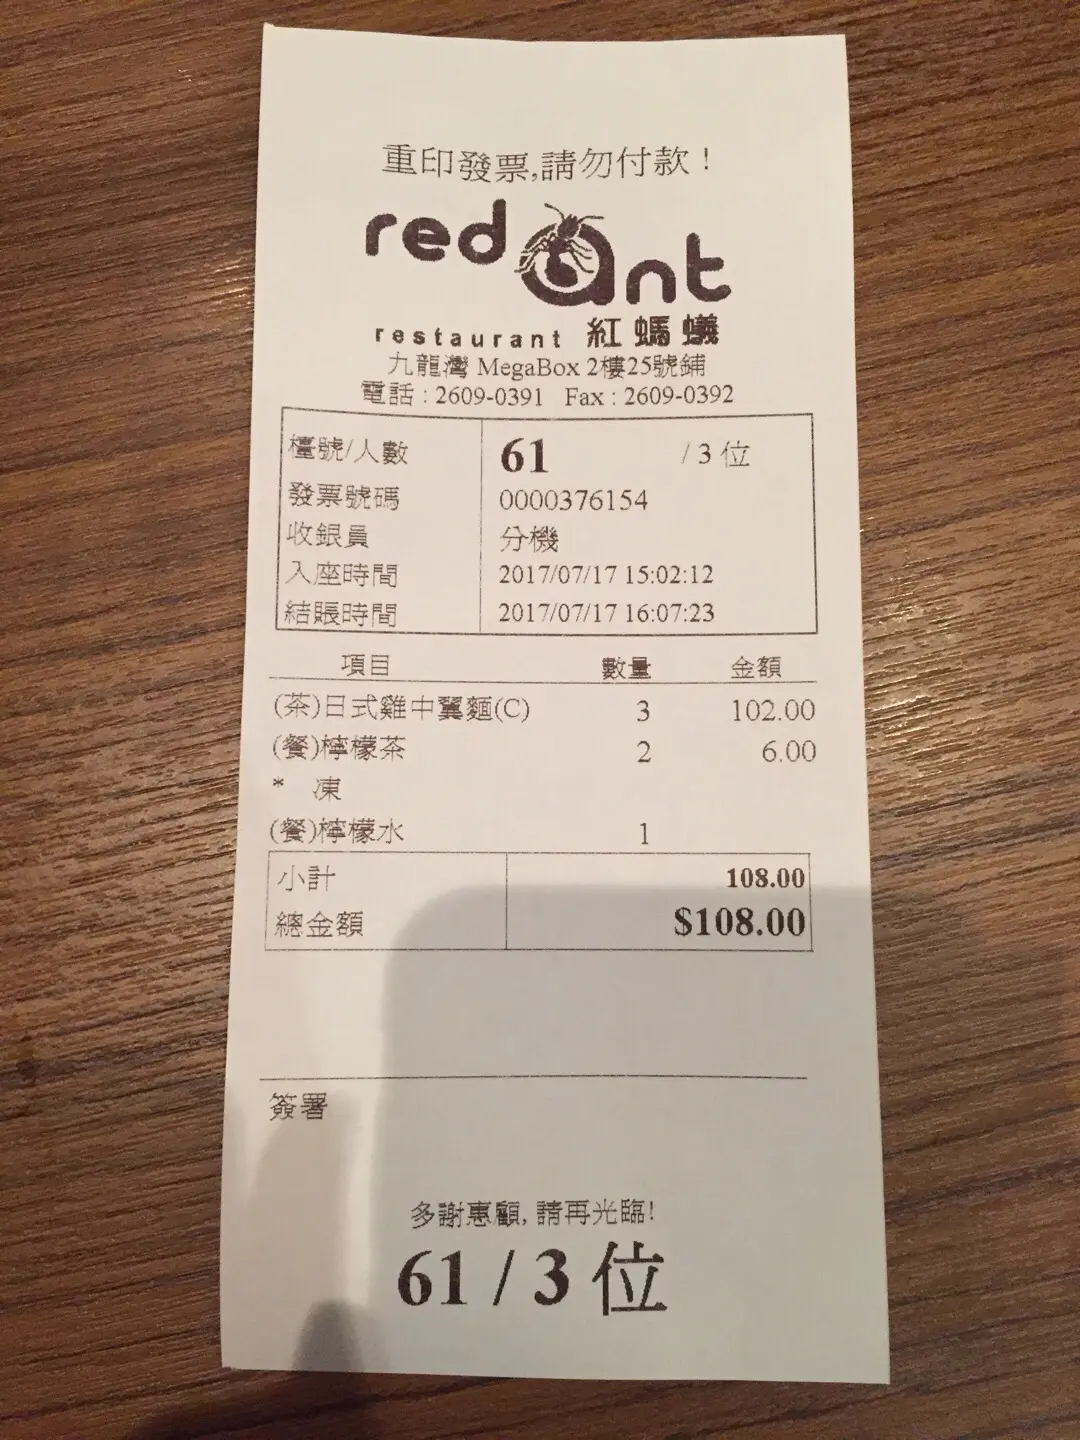 重印發票,請勿付款!
red ant
restaurant 紅螞蟻
九龍灣 MegaBox 2樓25號鋪
電話 : 2609-0391 Fax : 2609-0392
檯號/人數 61 / 3 位
發票號碼 0000376154
收銀員 分機
入座時間 2017/07/17 15:02:12
結賬時間 2017/07/17 16:07:23
項目 數量 金額
(茶)日式雞中翼麵(C) 3 102.00
(餐)檸檬茶 2 6.00
* 凍
(餐)檸檬水 1
小計 108.00
總金額 $108.00
簽署
多謝惠顧, 請再光臨!
61 / 3 位